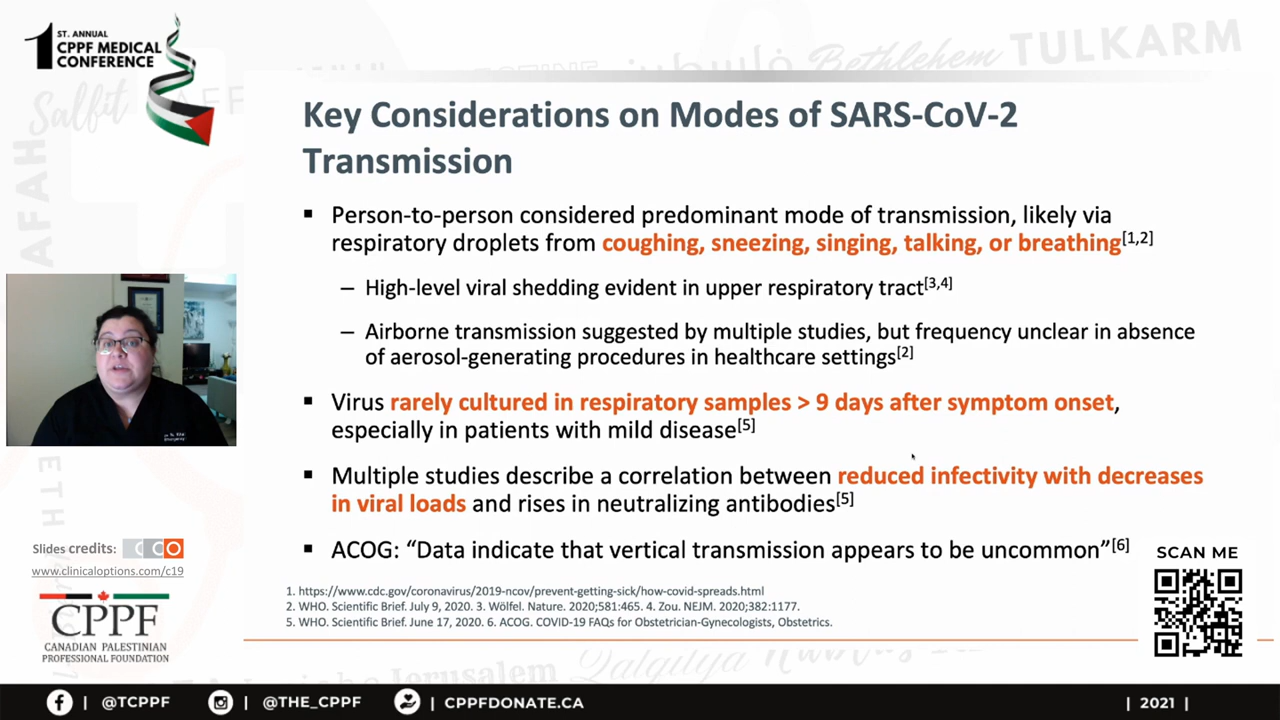 1 ST. ANNUAL
CPPF MEDICAL
CONFERENCE
Salfit
TULKARM
Bethlehem
Key Considerations on Modes of SARS-CoV-2
Transmission
▪ Person-to-person considered predominant mode of transmission, likely via
respiratory droplets from coughing, sneezing, singing, talking, or breathing[1,2]
– High-level viral shedding evident in upper respiratory tract[3,4]
– Airborne transmission suggested by multiple studies, but frequency unclear in absence
of aerosol-generating procedures in healthcare settings[2]
▪ Virus rarely cultured in respiratory samples > 9 days after symptom onset,
especially in patients with mild disease[5]
▪ Multiple studies describe a correlation between reduced infectivity with decreases
in viral loads and rises in neutralizing antibodies[5]
▪ ACOG: “Data indicate that vertical transmission appears to be uncommon”[6]
1. https://www.cdc.gov/coronavirus/2019-ncov/prevent-getting-sick/how-covid-spreads.html
2. WHO. Scientific Brief. July 9, 2020. 3. Wölfel. Nature. 2020;581:465. 4. Zou. NEJM. 2020;382:1177.
5. WHO. Scientific Brief. June 17, 2020. 6. ACOG. COVID-19 FAQs for Obstetrician-Gynecologists, Obstetrics.
Slides credits: CCO
www.clinicaloptions.com/c19
CPPF
CANADIAN PALESTINIAN
PROFESSIONAL FOUNDATION
SCAN ME
Jerusalem
Qalqilya
| @TCPPF
| @THE_CPPF
| CPPFDONATE.CA
| 2021 |